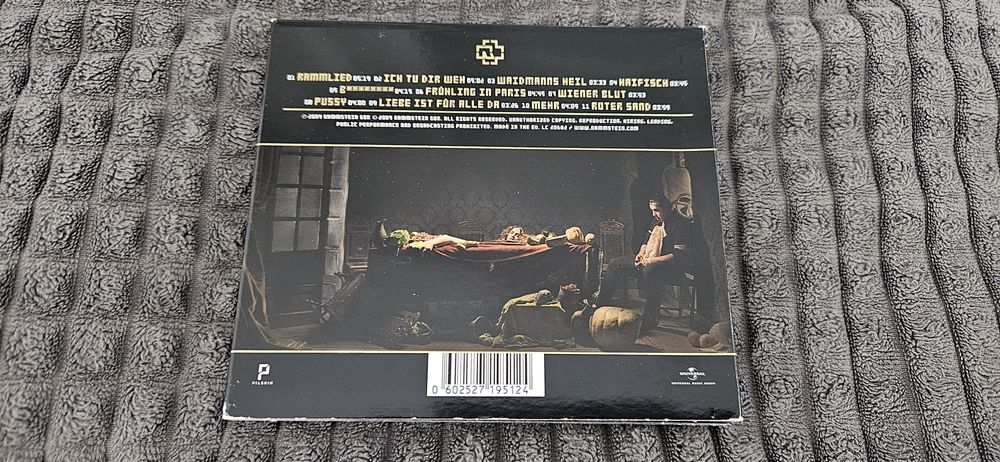 01 RAMMLIED 04:19 02 ICH TU DIR WEH 04:02 03 WAIDMANNS HEIL 03:33 04 HAIFISCH 03:45
05 B******** 04:15 06 FRÜHLING IN PARIS 04:45 07 WIENER BLUT 03:53
08 PUSSY 04:00 09 LIEBE IST FÜR ALLE DA 03:26 10 MEHR 04:09 11 ROTER SAND 03:59
℗ 2009 RAMMSTEIN GBR © 2009 RAMMSTEIN GBR. ALL RIGHTS RESERVED. UNAUTHORIZED COPYING, REPRODUCTION, HIRING, LENDING,
PUBLIC PERFORMANCE AND BROADCASTING PROHIBITED. MADE IN THE EU. LC / WWW.RAMMSTEIN.COM
PILGRIM
0 602527 195124
UNIVERSAL
UNIVERSAL MUSIC GROUP